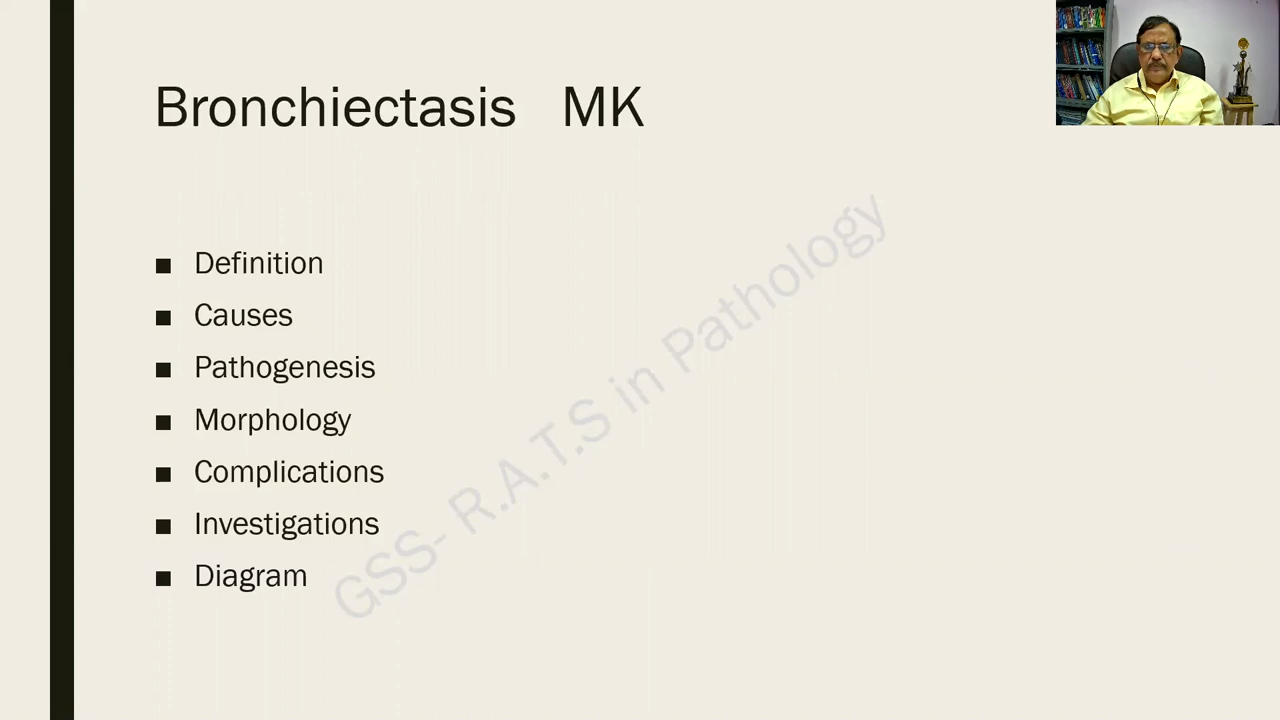 Bronchiectasis MK
■ Definition
■ Causes
■ Pathogenesis
■ Morphology
■ Complications
■ Investigations
■ Diagram
GSS- R.A.T.S in Pathology